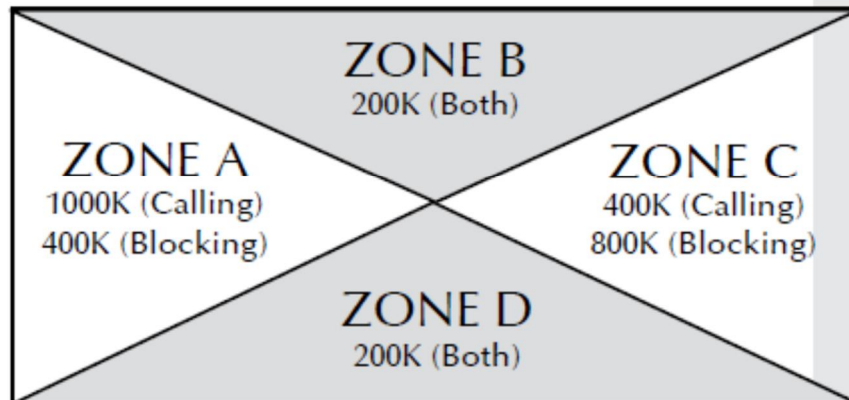 ZONE B
200K (Both)
ZONE A
1000K (Calling)
400K (Blocking)
ZONE C
400K (Calling)
800K (Blocking)
ZONE D
200K (Both)